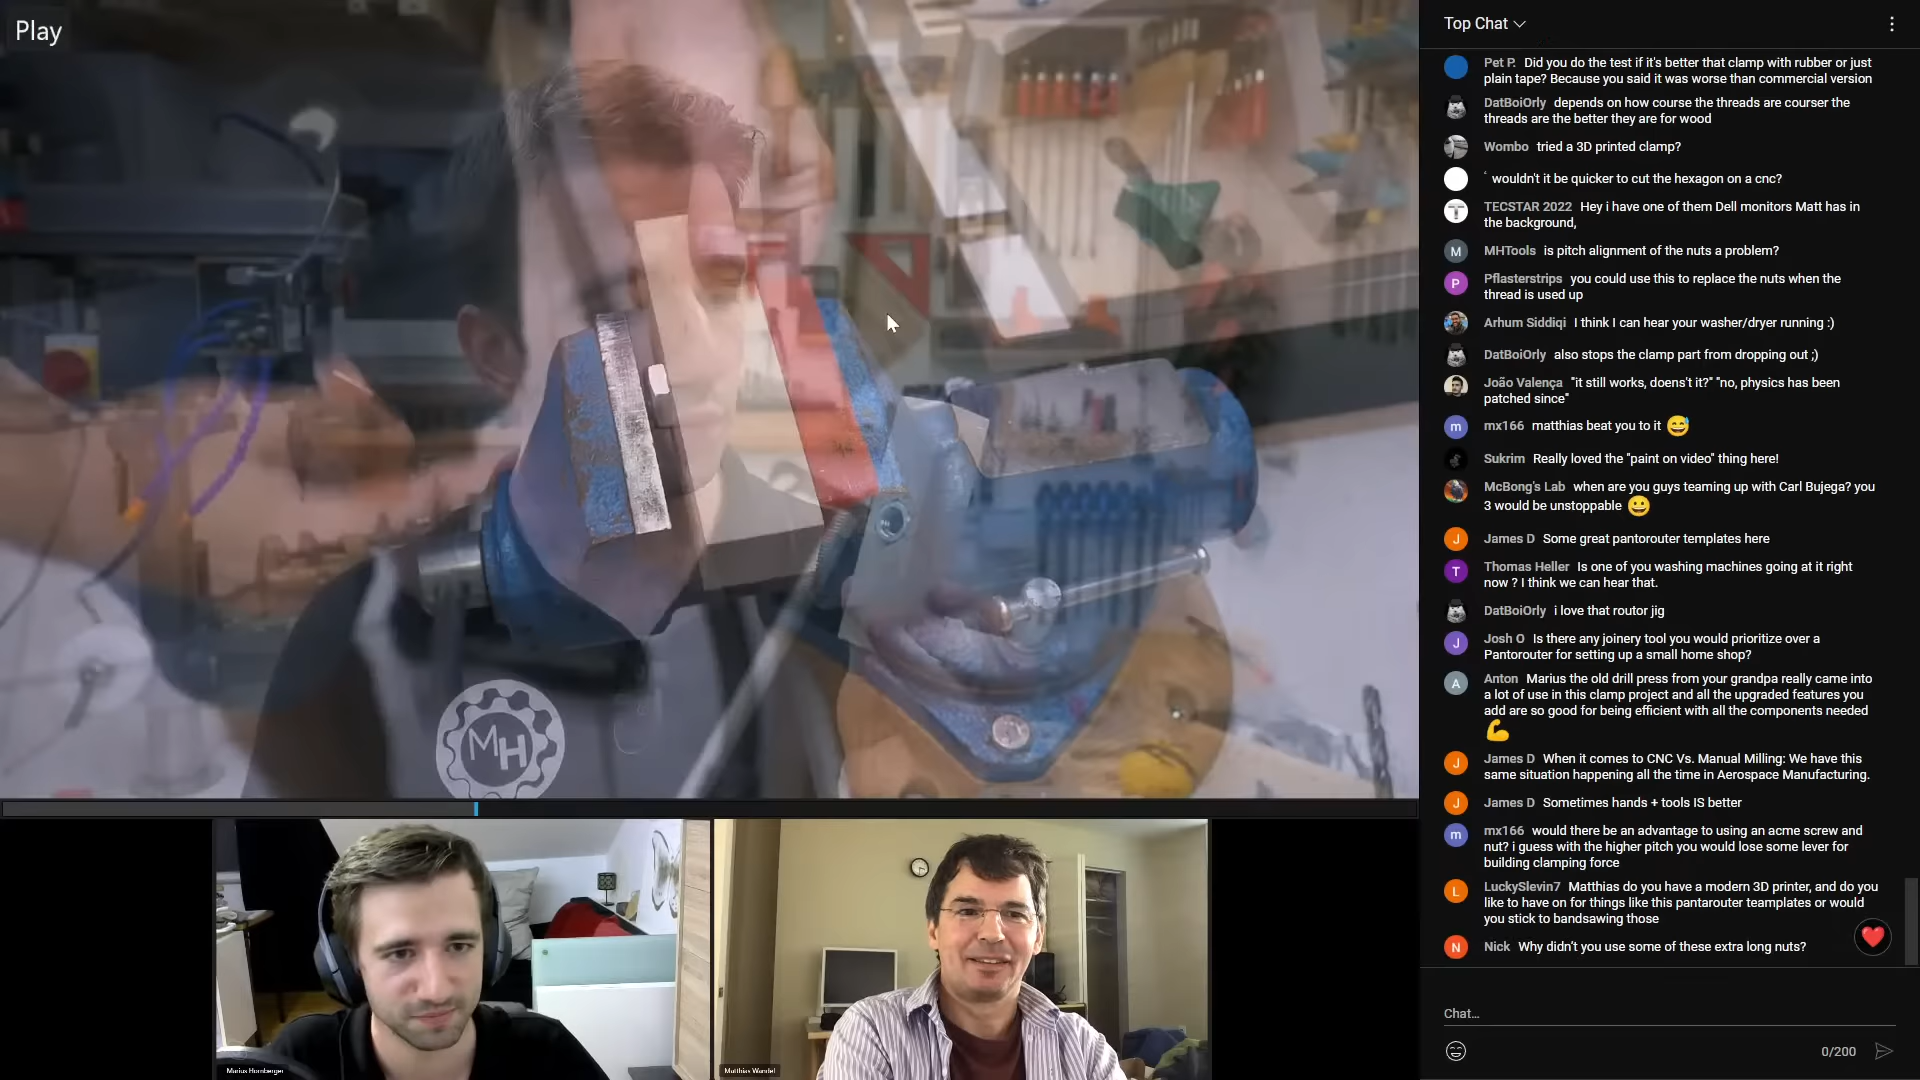 Play
MH
Marius Hornberger
Matthias Wandel
Top Chat
Pet P. Did you do the test if it's better that clamp with rubber or just
plain tape? Because you said it was worse than commercial version
DatBoiOrly depends on how course the threads are courser the
threads are the better they are for wood
Wombo tried a 3D printed clamp?
‘ wouldn't it be quicker to cut the hexagon on a cnc?
T
TECSTAR 2022 Hey i have one of them Dell monitors Matt has in
the background,
M
MHTools is pitch alignment of the nuts a problem?
P
Pflasterstrips you could use this to replace the nuts when the
thread is used up
Arhum Siddiqi I think I can hear your washer/dryer running :)
DatBoiOrly also stops the clamp part from dropping out ;)
João Valença "it still works, doens't it?" "no, physics has been
patched since"
m
mx166 matthias beat you to it 😅
Sukrim Really loved the "paint on video" thing here!
McBong's Lab when are you guys teaming up with Carl Bujega? you
3 would be unstoppable 😀
J
James D Some great pantorouter templates here
T
Thomas Heller Is one of you washing machines going at it right
now ? I think we can hear that.
DatBoiOrly i love that routor jig
J
Josh O Is there any joinery tool you would prioritize over a
Pantorouter for setting up a small home shop?
A
Anton Marius the old drill press from your grandpa really came into
a lot of use in this clamp project and all the upgraded features you
add are so good for being efficient with all the components needed
💪
J
James D When it comes to CNC Vs. Manual Milling: We have this
same situation happening all the time in Aerospace Manufacturing.
J
James D Sometimes hands + tools IS better
m
mx166 would there be an advantage to using an acme screw and
nut? i guess with the higher pitch you would lose some lever for
building clamping force
L
LuckySlevin7 Matthias do you have a modern 3D printer, and do you
like to have on for things like this pantarouter teamplates or would
you stick to bandsawing those
N
Nick Why didn't you use some of these extra long nuts?
Chat...
0/200